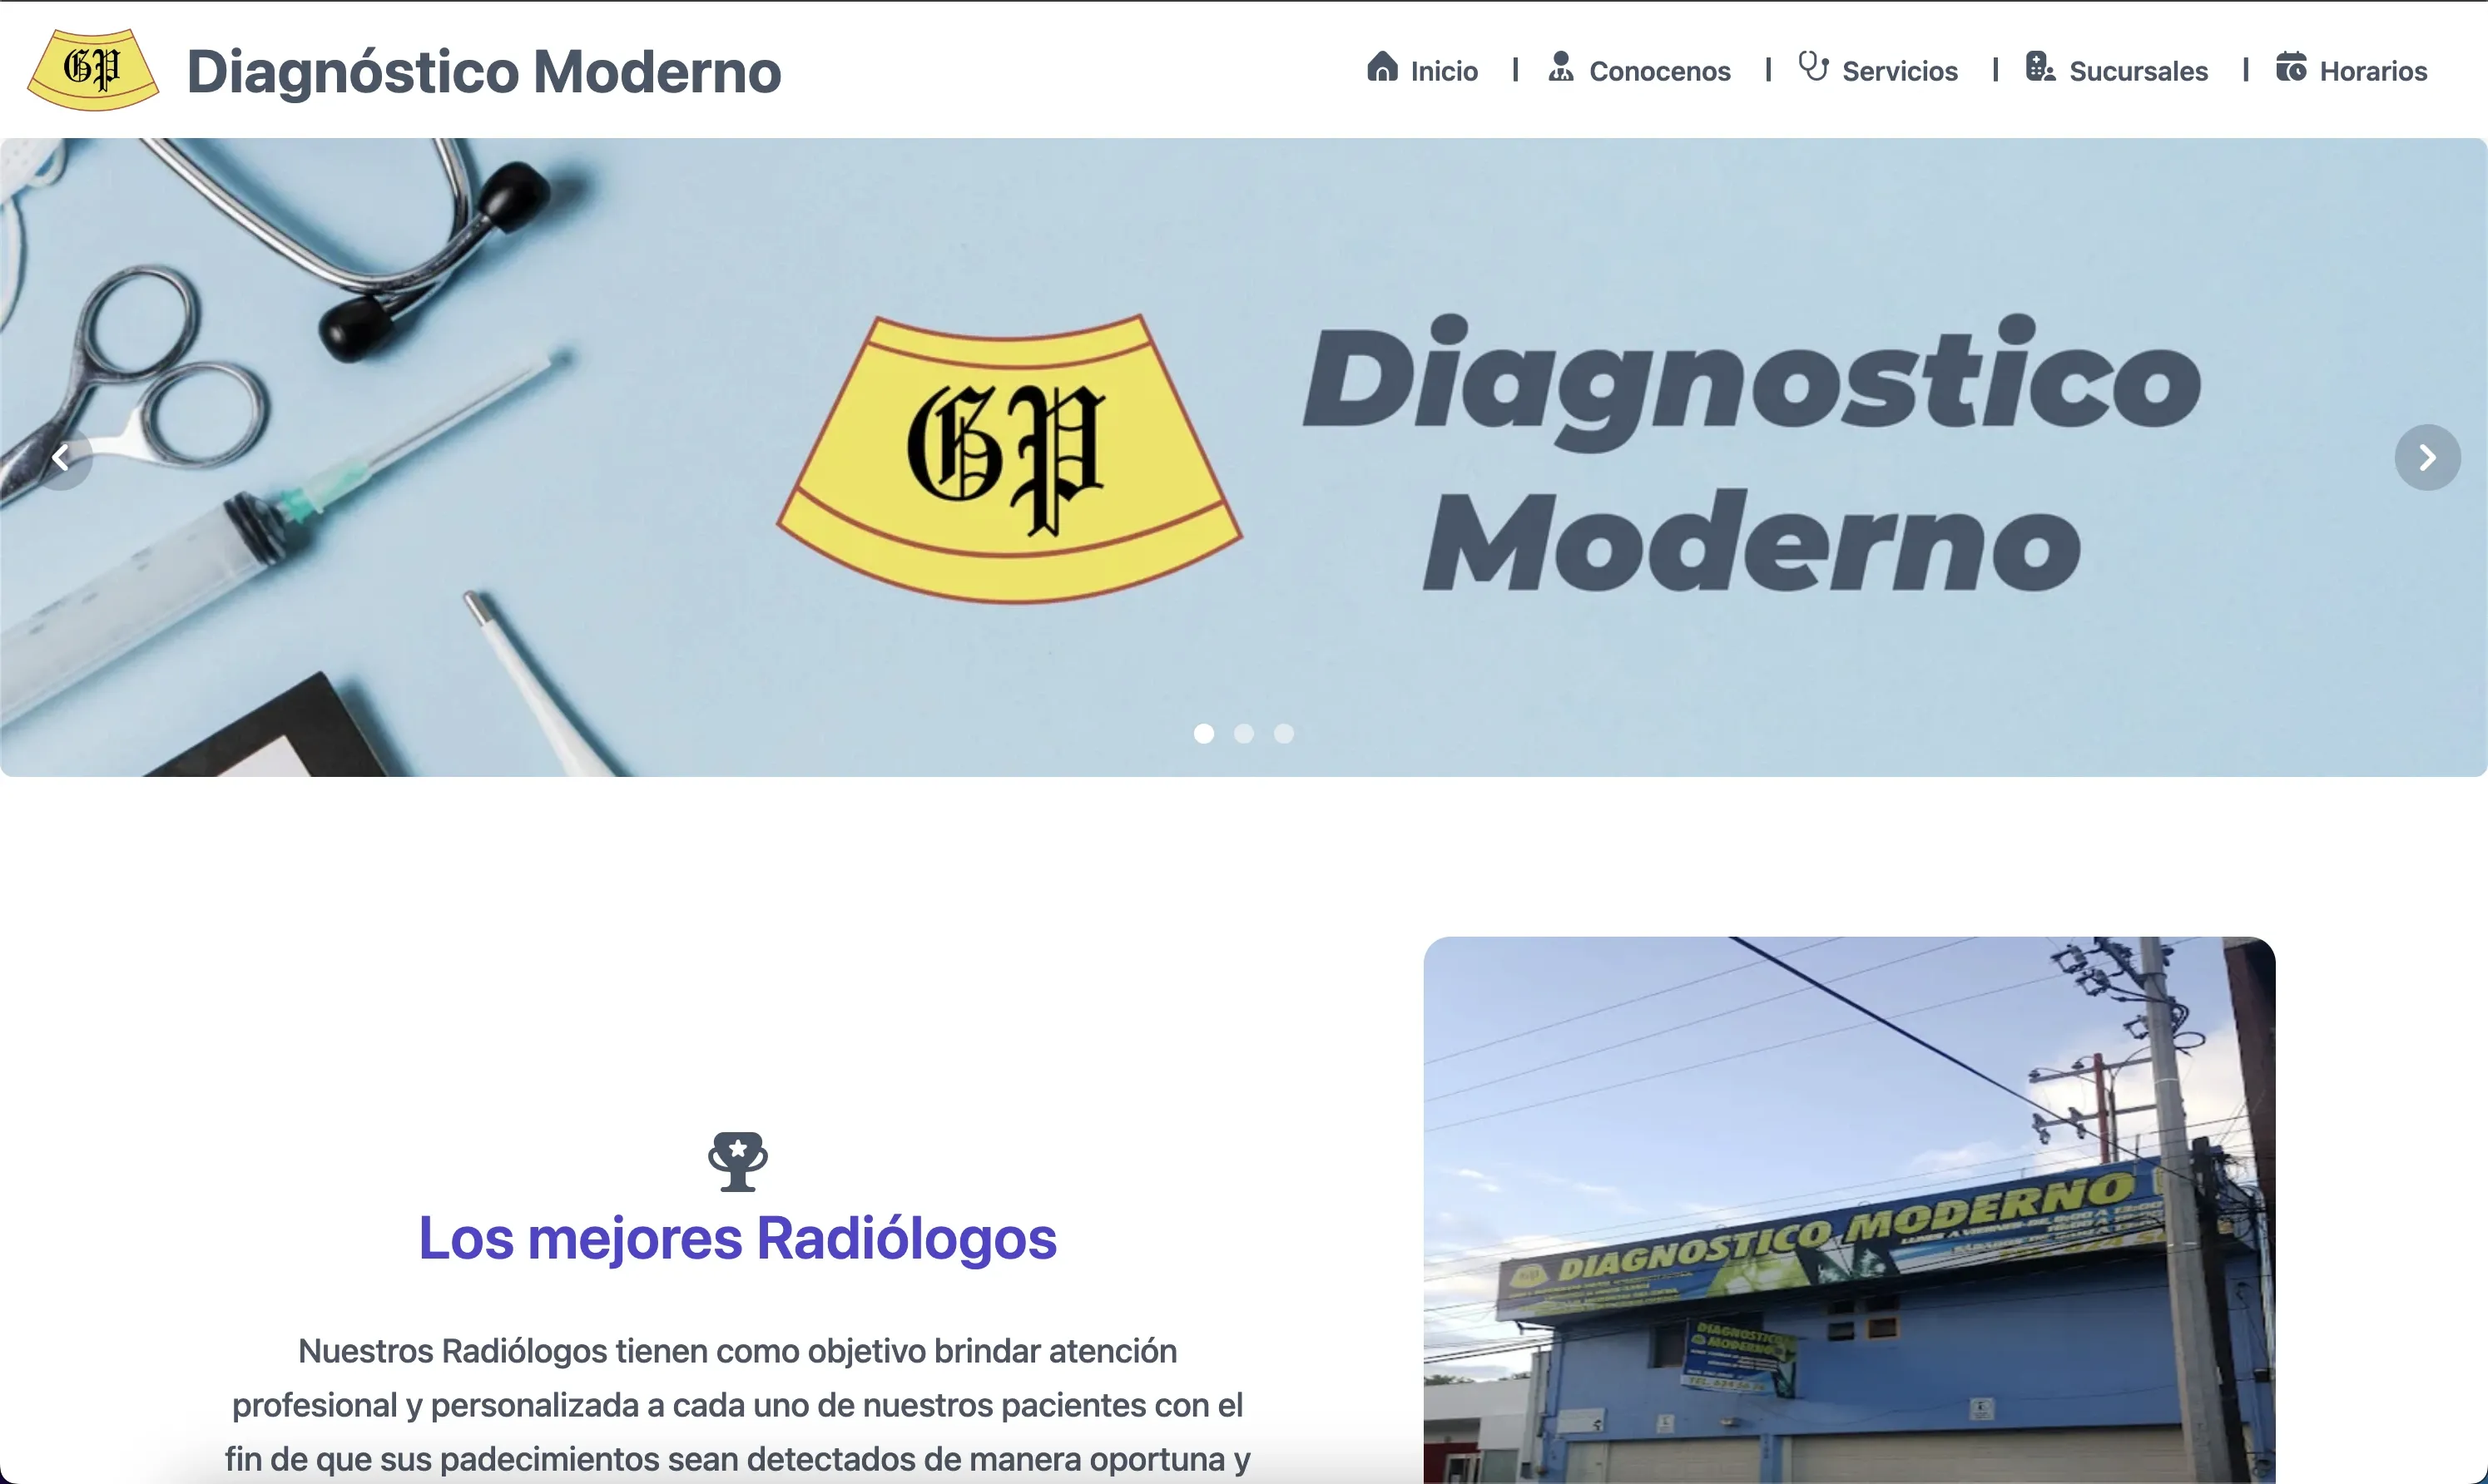 GP Diagnóstico Moderno
Inicio | Conocenos | Servicios | Sucursales | Horarios
GP
Diagnostico
Moderno
Los mejores Radiólogos
Nuestros Radiólogos tienen como objetivo brindar atención
profesional y personalizada a cada uno de nuestros pacientes con el
fin de que sus padecimientos sean detectados de manera oportuna y
DIAGNOSTICO MODERNO
DIAGNOSTICO
MODERNO